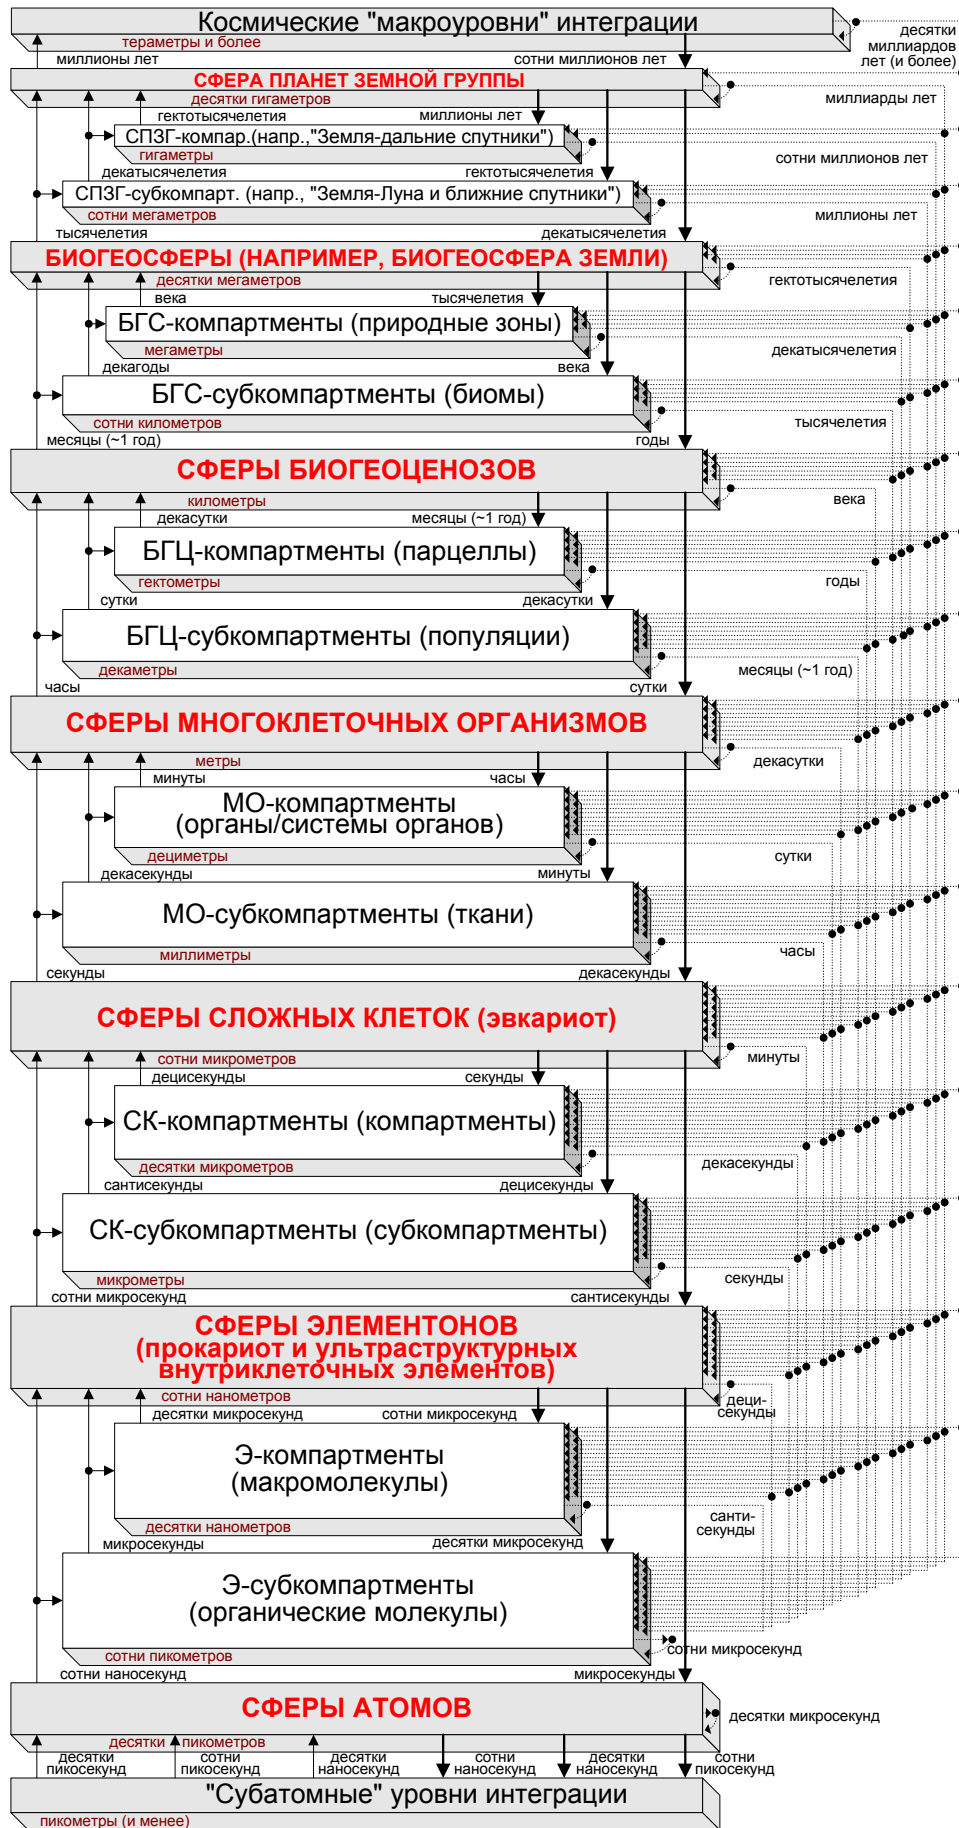 Космические "макроуровни" интеграции
десятки
миллиардов
лет (и более)
тераметры и более
миллионы лет
сотни миллионов лет
СФЕРА ПЛАНЕТ ЗЕМНОЙ ГРУППЫ
десятки гигаметров
миллиарды лет
гектотысячелетия
миллионы лет
СПЗГ-компар.(напр.,"Земля-дальние спутники")
гигаметры
сотни миллионов лет
декатысячелетия
гектотысячелетия
СПЗГ-субкомпарт. (напр., "Земля-Луна и ближние спутники")
сотни мегаметров
миллионы лет
тысячелетия
декатысячелетия
БИОГЕОСФЕРЫ (НАПРИМЕР, БИОГЕОСФЕРА ЗЕМЛИ)
десятки мегаметров
гектотысячелетия
века
тысячелетия
БГС-компартменты (природные зоны)
мегаметры
декатысячелетия
декагоды
века
БГС-субкомпартменты (биомы)
сотни километров
тысячелетия
месяцы (~1 год)
годы
СФЕРЫ БИОГЕОЦЕНОЗОВ
километры
века
декасутки
месяцы (~1 год)
БГЦ-компартменты (парцеллы)
гектометры
годы
сутки
декасутки
БГЦ-субкомпартменты (популяции)
декаметры
месяцы (~1 год)
часы
сутки
СФЕРЫ МНОГОКЛЕТОЧНЫХ ОРГАНИЗМОВ
метры
декасутки
минуты
часы
МО-компартменты
(органы/системы органов)
дециметры
сутки
декасекунды
минуты
МО-субкомпартменты (ткани)
миллиметры
часы
секунды
декасекунды
СФЕРЫ СЛОЖНЫХ КЛЕТОК (эвкариот)
сотни микрометров
минуты
децисекунды
секунды
СК-компартменты (компартменты)
десятки микрометров
декасекунды
сантисекунды
децисекунды
СК-субкомпартменты (субкомпартменты)
микрометры
секунды
сотни микросекунд
сантисекунды
СФЕРЫ ЭЛЕМЕНТОНОВ
(прокариот и ультраструктурных
внутриклеточных элементов)
сотни нанометров
деци-
секунды
десятки микросекунд
сотни микросекунд
Э-компартменты
(макромолекулы)
десятки нанометров
санти-
секунды
микросекунды
десятки микросекунд
Э-субкомпартменты
(органические молекулы)
сотни пикометров
сотни микросекунд
сотни наносекунд
микросекунды
СФЕРЫ АТОМОВ
десятки микросекунд
десятки пикометров
десятки
пикосекунд
сотни
пикосекунд
десятки
наносекунд
сотни
наносекунд
десятки
наносекунд
сотни
пикосекунд
"Субатомные" уровни интеграции
пикометры (и менее)